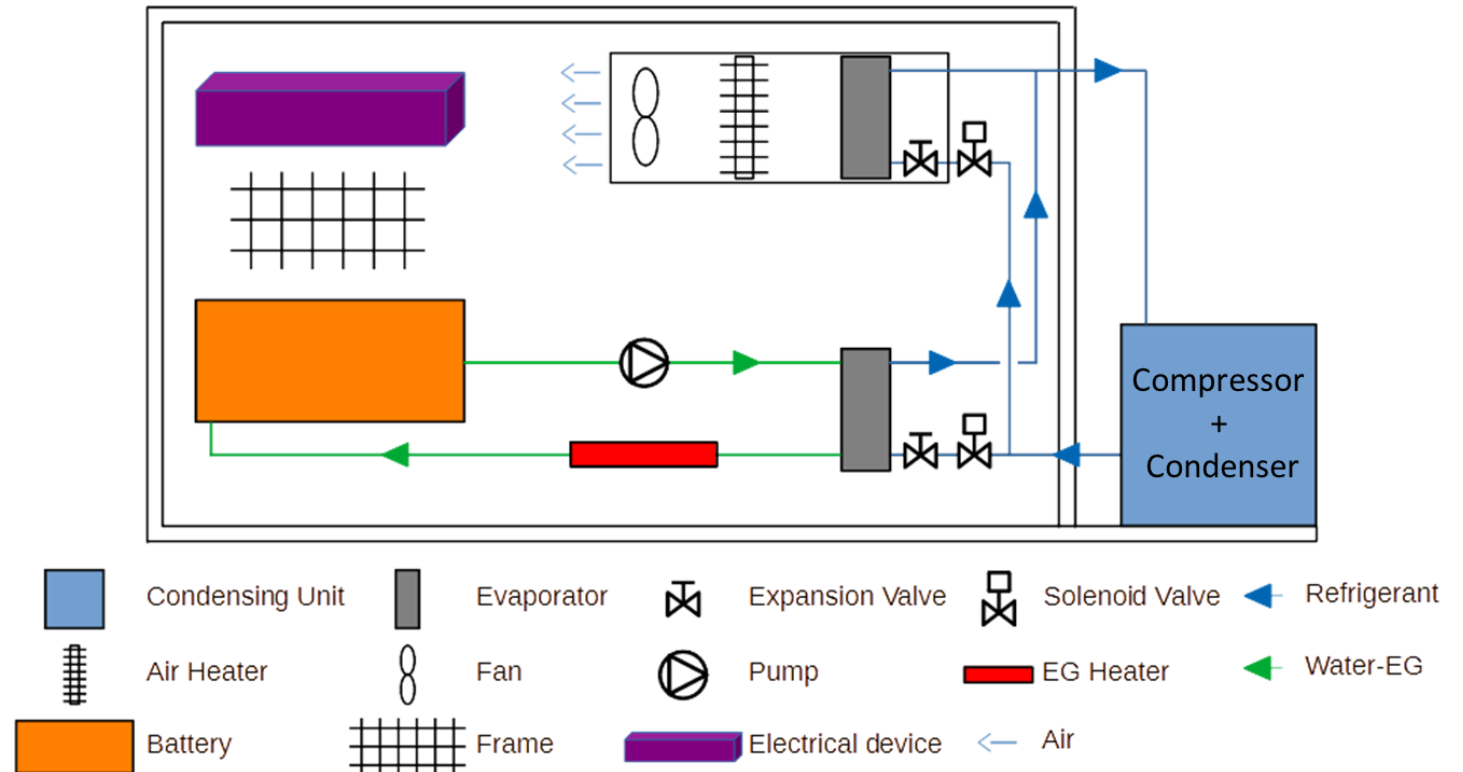 Compressor
+
Condenser
Condensing Unit
Evaporator
Expansion Valve
Solenoid Valve
Refrigerant
Air Heater
Fan
Pump
EG Heater
Water-EG
Battery
Frame
Electrical device
Air